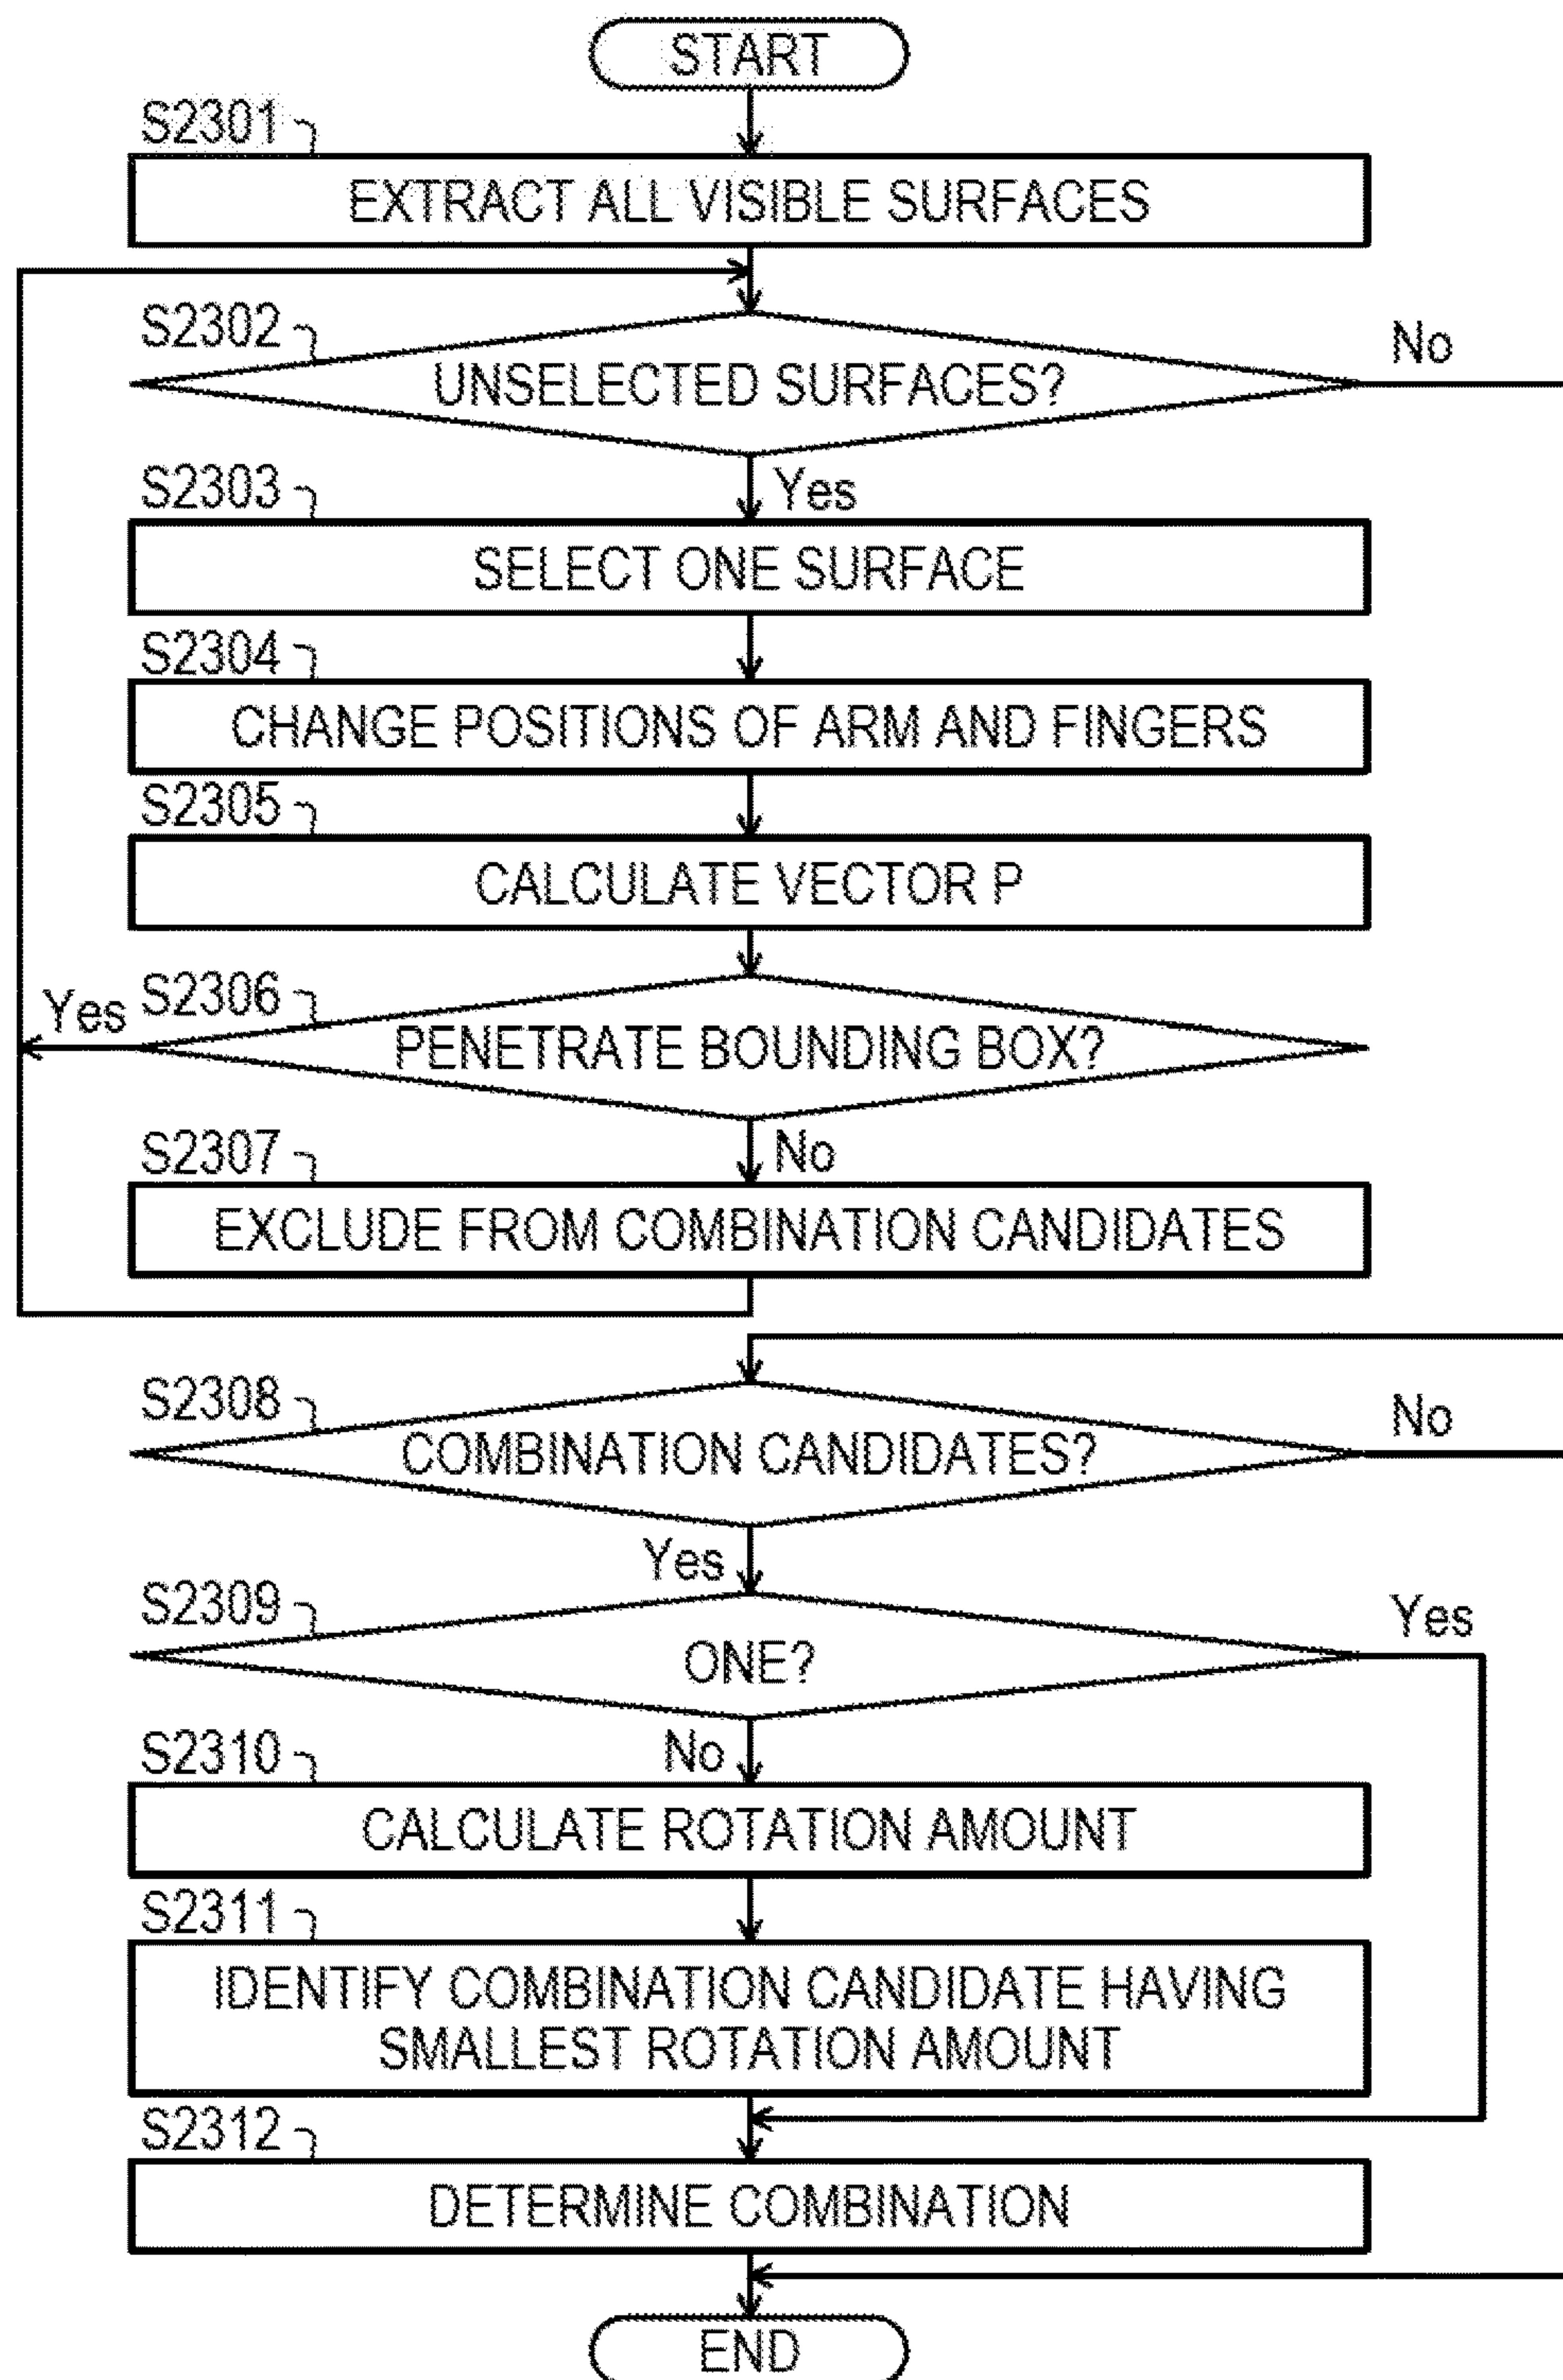 START
S2301
EXTRACT ALL VISIBLE SURFACES
S2302
No
UNSELECTED SURFACES?
Yes
S2303
SELECT ONE SURFACE
S2304
CHANGE POSITIONS OF ARM AND FINGERS
S2305
CALCULATE VECTOR P
S2306
Yes
PENETRATE BOUNDING BOX?
No
S2307
EXCLUDE FROM COMBINATION CANDIDATES
S2308
No
COMBINATION CANDIDATES?
Yes
S2309
Yes
ONE?
No
S2310
CALCULATE ROTATION AMOUNT
S2311
IDENTIFY COMBINATION CANDIDATE HAVING
SMALLEST ROTATION AMOUNT
S2312
DETERMINE COMBINATION
END